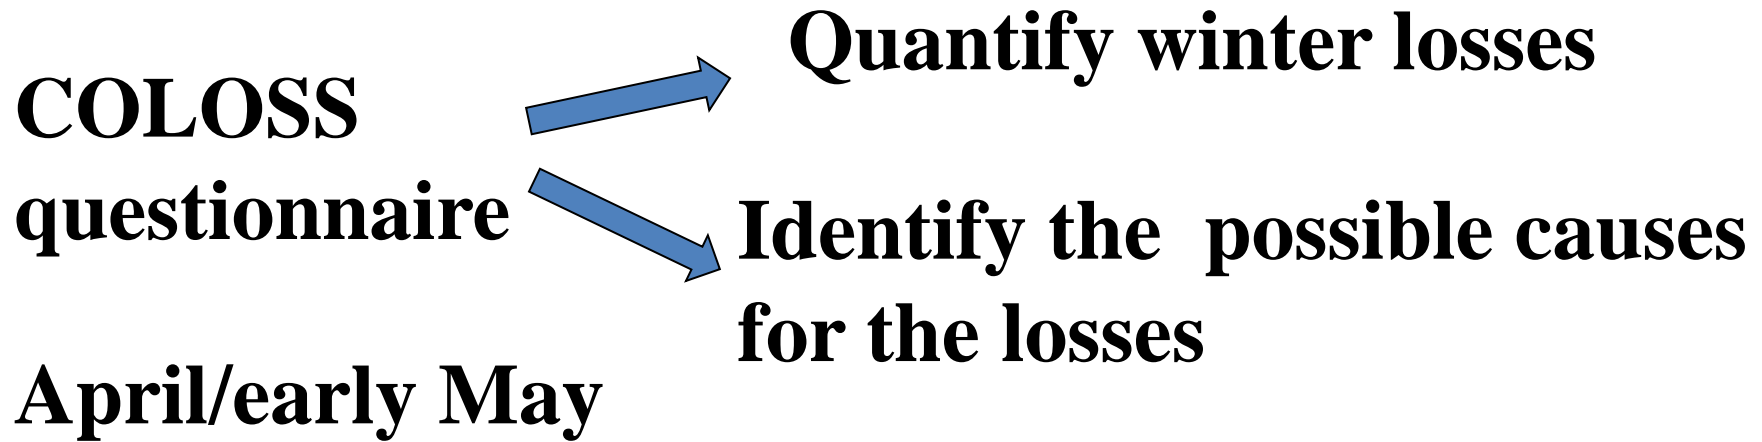 COLOSS
questionnaire
April/early May
Quantify winter losses
Identify the possible causes
for the losses